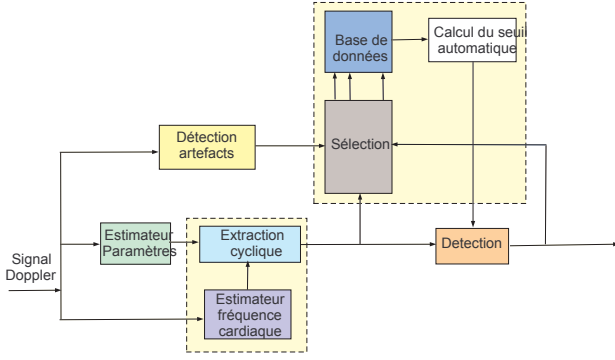 Base de
données
Calcul du seuil
automatique
Détection
artefacts
Sélection
Estimateur
Paramètres
Extraction
cyclique
Detection
Signal
Doppler
Estimateur
fréquence
cardiaque